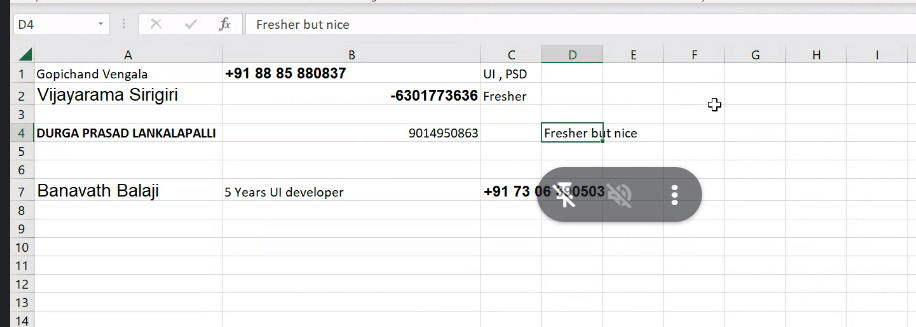 D4 fx Fresher but nice
A B C D E F G H I
1 Gopichand Vengala +91 88 85 880837 UI , PSD
2 Vijayarama Sirigiri -6301773636 Fresher
3
4 DURGA PRASAD LANKALAPALLI 9014950863 Fresher but nice
5
6
7 Banavath Balaji 5 Years UI developer +91 73 06 90503
8
9
10
11
12
13
14